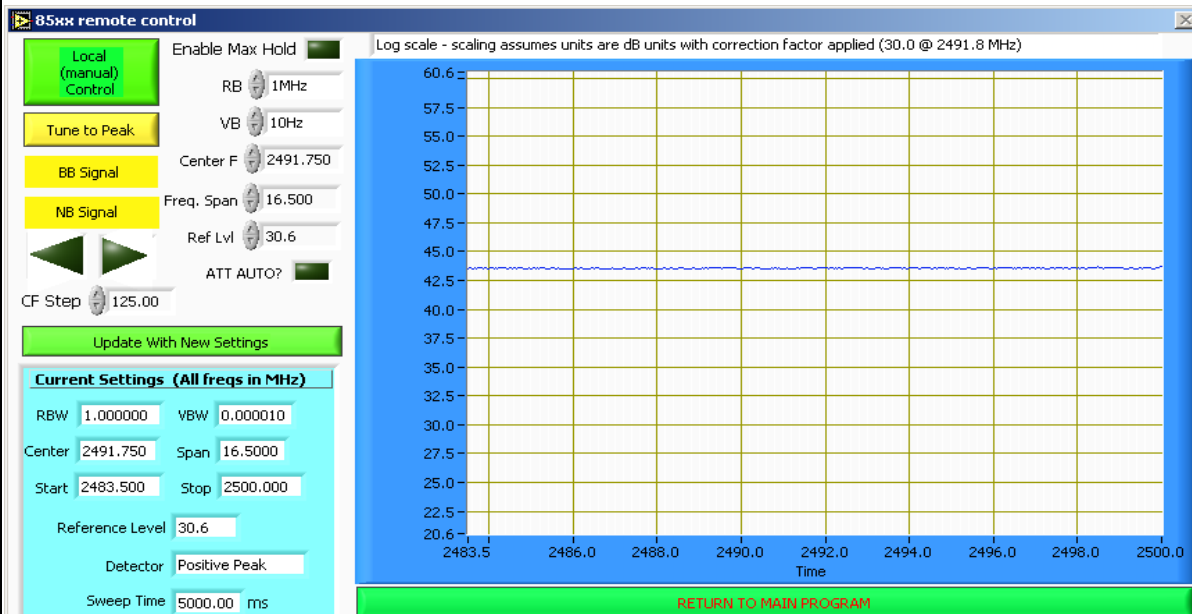 85xx remote control
Local
(manual)
Control
Enable Max Hold
RB 1MHz
Tune to Peak
VB 10Hz
BB Signal
Center F 2491.750
NB Signal
Freq. Span 16.500
Ref Lvl 30.6
ATT AUTO?
CF Step 125.00
Update With New Settings
Current Settings (All freqs in MHz)
RBW 1.000000 VBW 0.000010
Center 2491.750 Span 16.5000
Start 2483.500 Stop 2500.000
Reference Level 30.6
Detector Positive Peak
Sweep Time 5000.00 ms
Log scale - scaling assumes units are dB units with correction factor applied (30.0 @ 2491.8 MHz)
60.6
57.5
55.0
52.5
50.0
47.5
45.0
42.5
40.0
37.5
35.0
32.5
30.0
27.5
25.0
22.5
20.6
2483.5 2486.0 2488.0 2490.0 2492.0 2494.0 2496.0 2498.0 2500.0
Time
RETURN TO MAIN PROGRAM